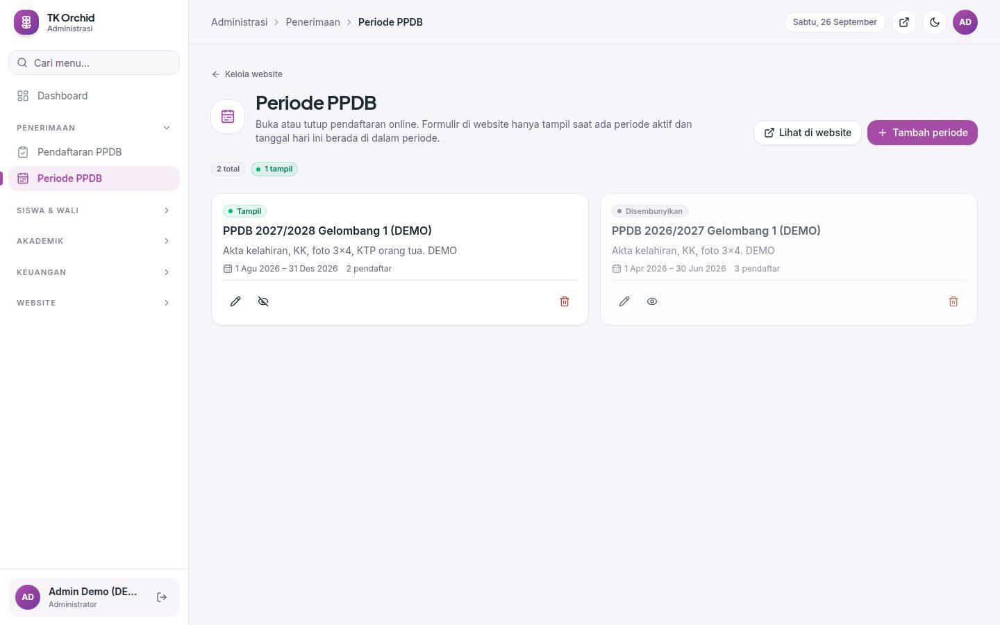 TK Orchid
Administrasi
Cari menu...
Dashboard
PENERIMAAN
Pendaftaran PPDB
Periode PPDB
SISWA & WALI
AKADEMIK
KEUANGAN
WEBSITE
AD
Admin Demo (DE...
Administrator
Administrasi
Penerimaan
Periode PPDB
Sabtu, 26 September
AD
Kelola website
Periode PPDB
Buka atau tutup pendaftaran online. Formulir di website hanya tampil saat ada periode aktif dan
tanggal hari ini berada di dalam periode.
Lihat di website
Tambah periode
2 total
1 tampil
Tampil
PPDB 2027/2028 Gelombang 1 (DEMO)
Akta kelahiran, KK, foto 3×4, KTP orang tua. DEMO
1 Agu 2026 – 31 Des 2026 2 pendaftar
Disembunyikan
PPDB 2026/2027 Gelombang 1 (DEMO)
Akta kelahiran, KK, foto 3×4. DEMO
1 Apr 2026 – 30 Jun 2026 3 pendaftar